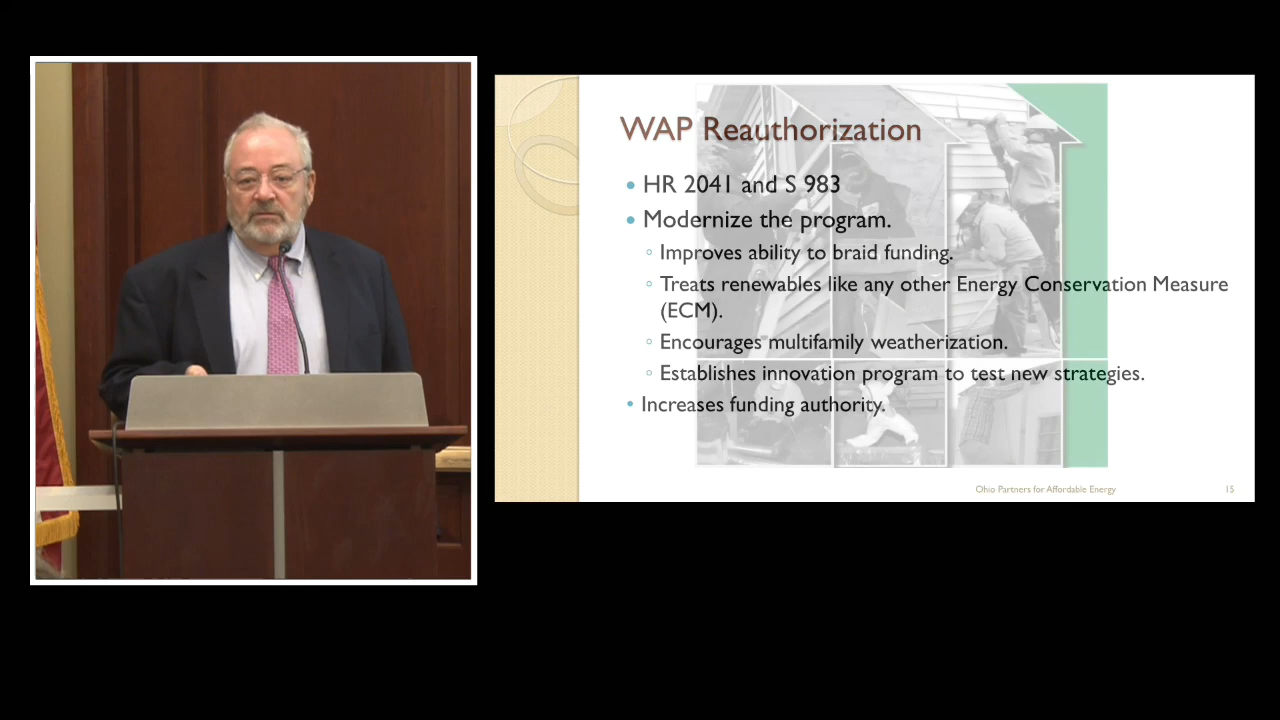 WAP Reauthorization
• HR 2041 and S 983
• Modernize the program.
◦ Improves ability to braid funding.
◦ Treats renewables like any other Energy Conservation Measure
(ECM).
◦ Encourages multifamily weatherization.
◦ Establishes innovation program to test new strategies.
• Increases funding authority.
Ohio Partners for Affordable Energy
15